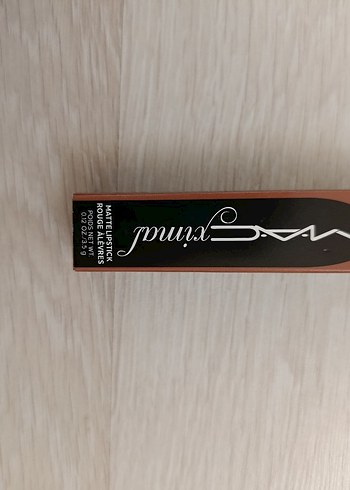 MACximal
MATTE LIPSTICK
ROUGE À LÈVRES
POIDS NET WT.
0.12 OZ/3.5 g